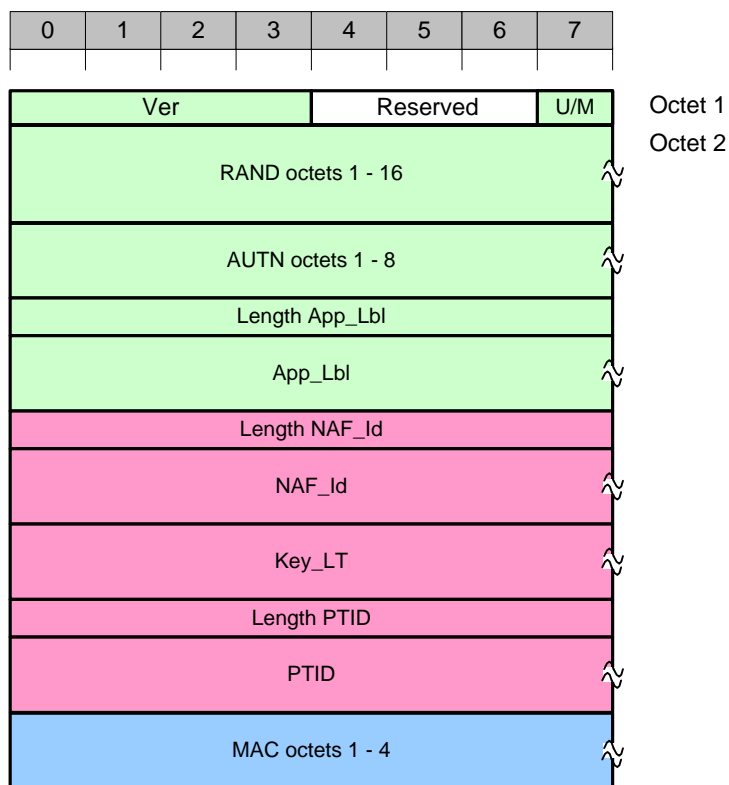 0 1 2 3 4 5 6 7
Ver Reserved U/M Octet 1
Octet 2
RAND octets 1 - 16
AUTN octets 1 - 8
Length App_Lbl
App_Lbl
Length NAF_Id
NAF_Id
Key_LT
Length PTID
PTID
MAC octets 1 - 4